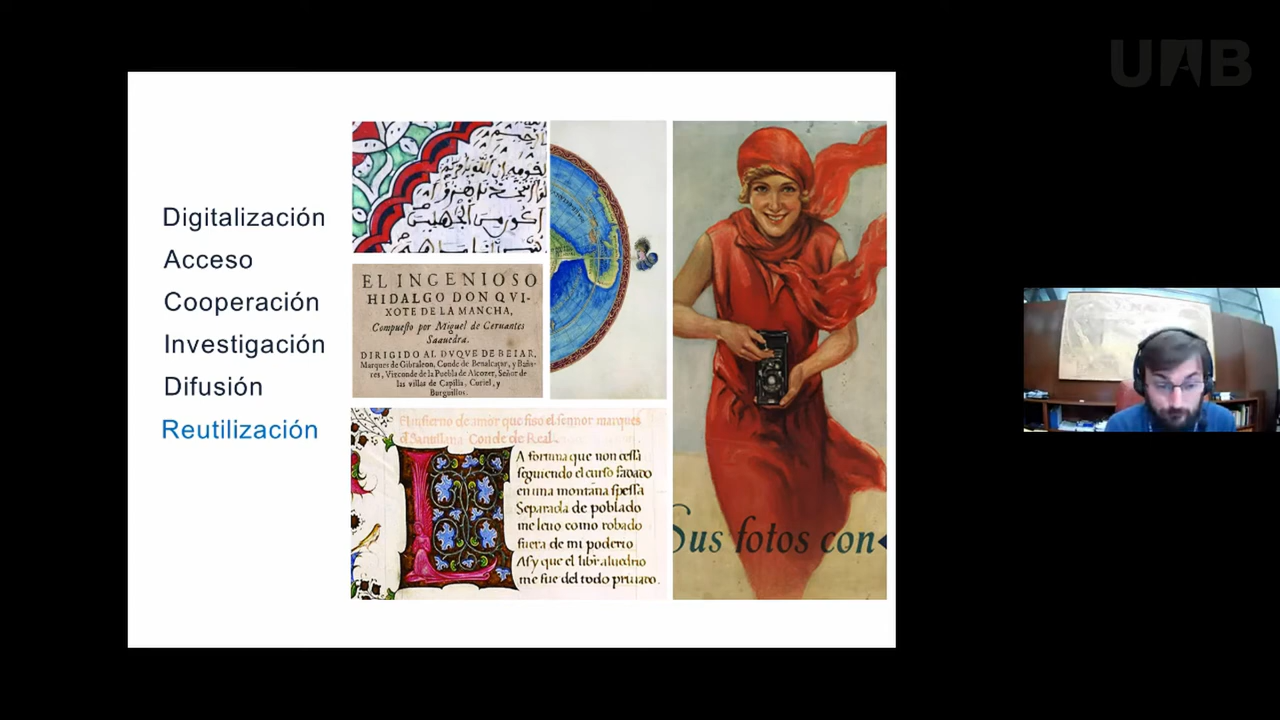 UAB
Digitalización
Acceso
Cooperación
Investigación
Difusión
Reutilización
EL INGENIOSO
HIDALGO DON QVI-
XOTE DE LA MANCHA,
Compuesto por Miguel de Ceruantes
Saauedra.
DIRIGIDO AL DVQVE DE BEIAR,
Marques de Gibraleon, Conde de Benalcaçar, y Baña-
res, Vizconde de la Puebla de Alcozer, Señor de
las villas de Capilla, Curiel, y
Burguillos.
El infierno de amor que fiso el sennor marques
d Santillana Conde de Real
LA fortuna que non cessa
siguiendo el curso fadado
en una montaña spessa
Separada de poblado
me leuo como robado
fuera de mi poderio
Asy que el libre aluedrio
me fue del todo priuado.
Sus fotos con